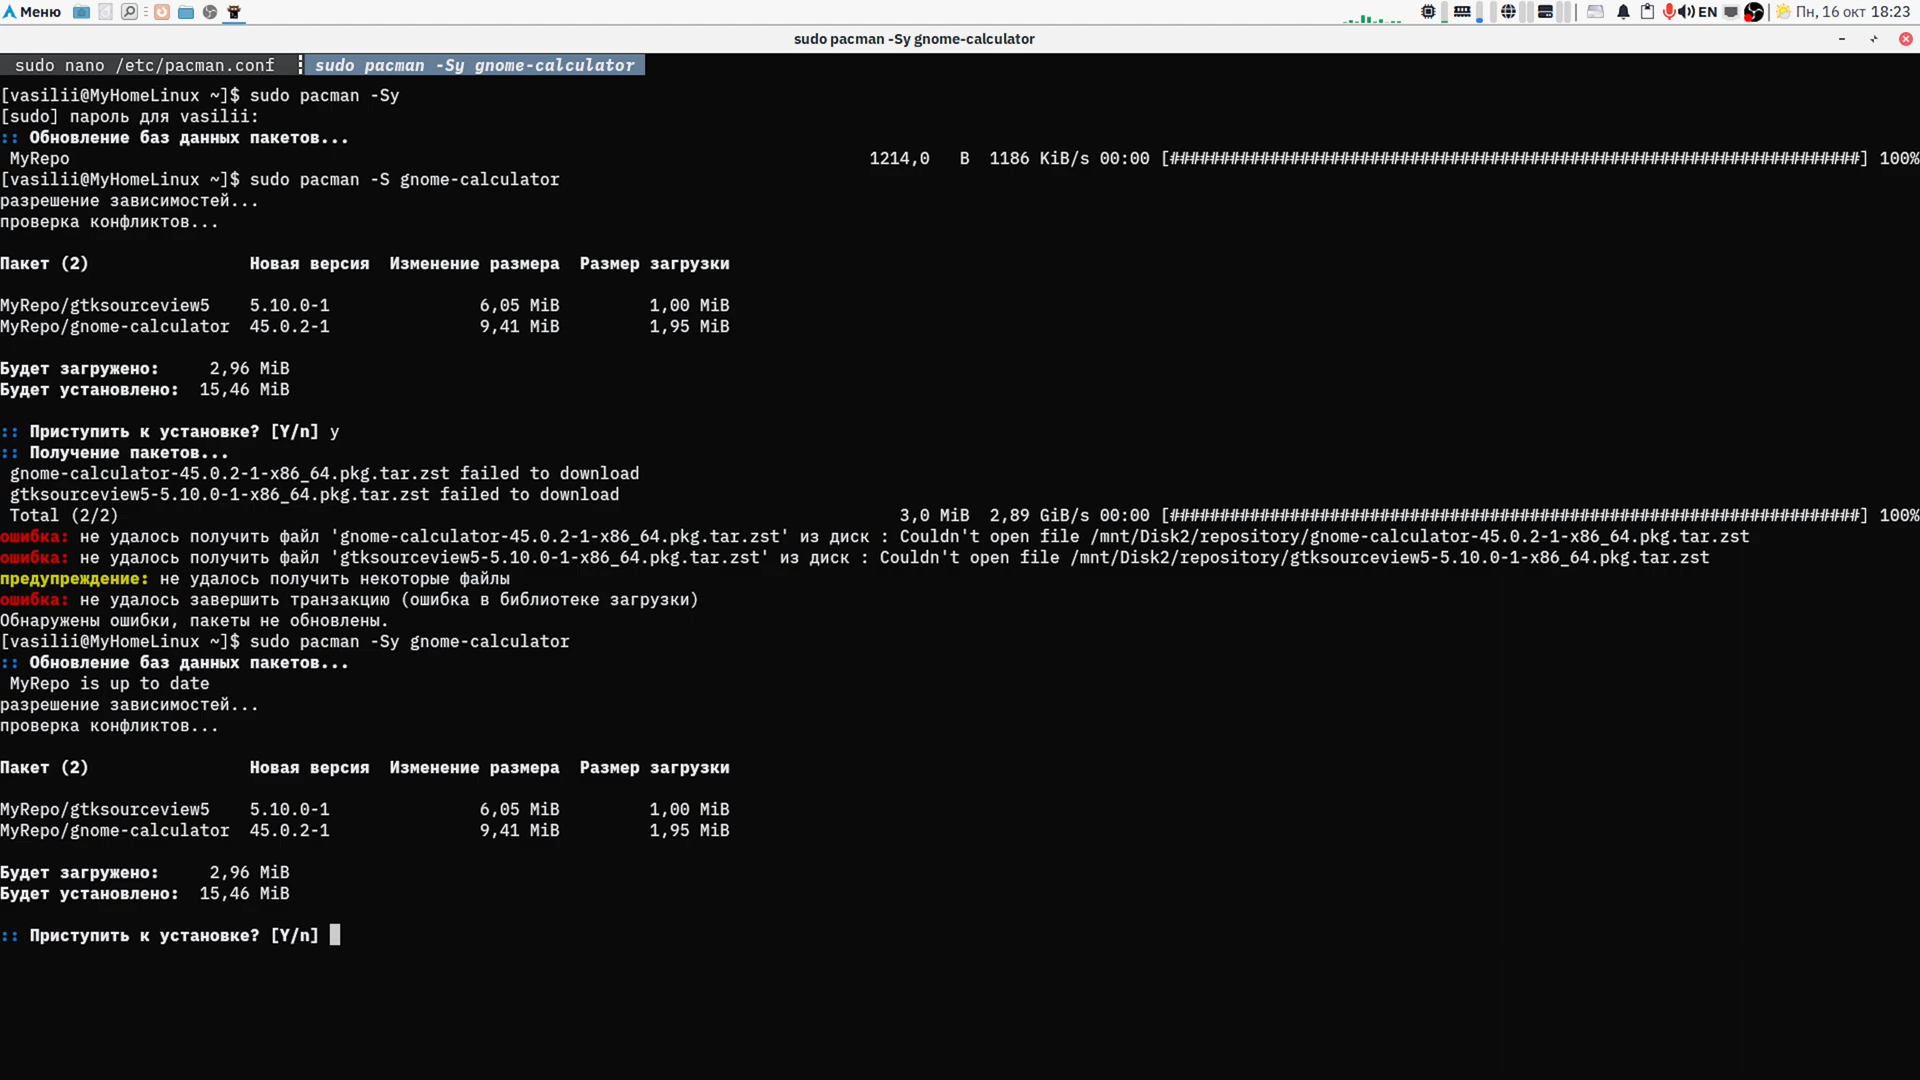 Меню
EN
Пн, 16 окт 18:23
sudo pacman -Sy gnome-calculator
sudo nano /etc/pacman.conf
sudo pacman -Sy gnome-calculator
[vasilii@MyHomeLinux ~]$ sudo pacman -Sy
[sudo] пароль для vasilii:
:: Обновление баз данных пакетов...
MyRepo 1214,0 B 1186 KiB/s 00:00 [#####################################################################] 100%
[vasilii@MyHomeLinux ~]$ sudo pacman -S gnome-calculator
разрешение зависимостей...
проверка конфликтов...
Пакет (2) Новая версия Изменение размера Размер загрузки
MyRepo/gtksourceview5 5.10.0-1 6,05 MiB 1,00 MiB
MyRepo/gnome-calculator 45.0.2-1 9,41 MiB 1,95 MiB
Будет загружено: 2,96 MiB
Будет установлено: 15,46 MiB
:: Приступить к установке? [Y/n] y
:: Получение пакетов...
gnome-calculator-45.0.2-1-x86_64.pkg.tar.zst failed to download
gtksourceview5-5.10.0-1-x86_64.pkg.tar.zst failed to download
Total (2/2) 3,0 MiB 2,89 GiB/s 00:00 [#####################################################################] 100%
ошибка: не удалось получить файл 'gnome-calculator-45.0.2-1-x86_64.pkg.tar.zst' из диск : Couldn't open file /mnt/Disk2/repository/gnome-calculator-45.0.2-1-x86_64.pkg.tar.zst
ошибка: не удалось получить файл 'gtksourceview5-5.10.0-1-x86_64.pkg.tar.zst' из диск : Couldn't open file /mnt/Disk2/repository/gtksourceview5-5.10.0-1-x86_64.pkg.tar.zst
предупреждение: не удалось получить некоторые файлы
ошибка: не удалось завершить транзакцию (ошибка в библиотеке загрузки)
Обнаружены ошибки, пакеты не обновлены.
[vasilii@MyHomeLinux ~]$ sudo pacman -Sy gnome-calculator
:: Обновление баз данных пакетов...
MyRepo is up to date
разрешение зависимостей...
проверка конфликтов...
Пакет (2) Новая версия Изменение размера Размер загрузки
MyRepo/gtksourceview5 5.10.0-1 6,05 MiB 1,00 MiB
MyRepo/gnome-calculator 45.0.2-1 9,41 MiB 1,95 MiB
Будет загружено: 2,96 MiB
Будет установлено: 15,46 MiB
:: Приступить к установке? [Y/n]